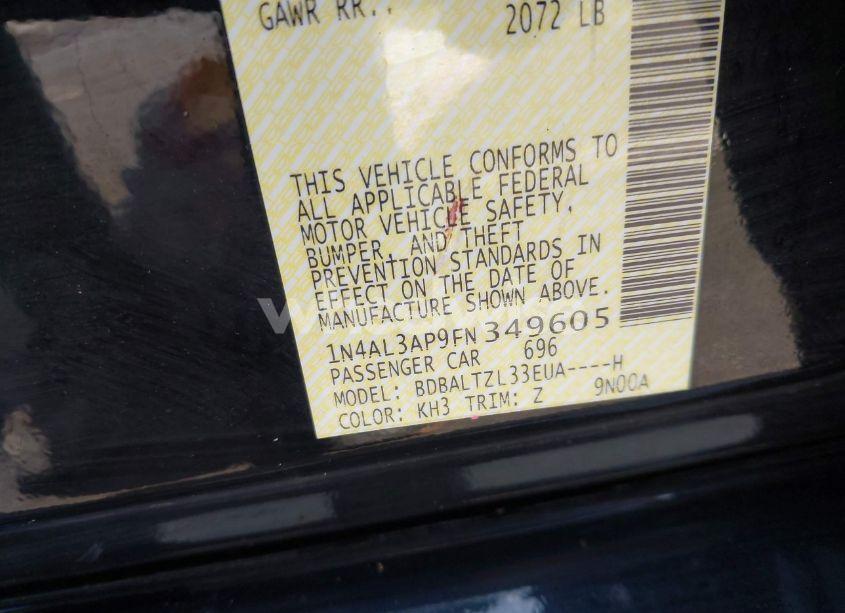 GAWR RR.: 2072 LB
THIS VEHICLE CONFORMS TO
ALL APPLICABLE FEDERAL
MOTOR VEHICLE SAFETY,
BUMPER, AND THEFT
PREVENTION STANDARDS IN
EFFECT ON THE DATE OF
MANUFACTURE SHOWN ABOVE.
1N4AL3AP9FN349605
PASSENGER CAR 696
MODEL: BDBALTZL33EUA----H
COLOR: KH3 TRIM: Z 9N00A